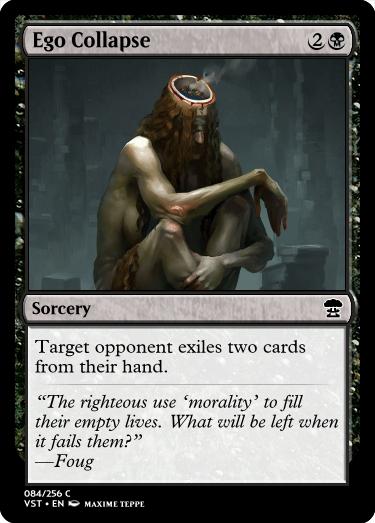 Ego Collapse 2
Sorcery
Target opponent exiles two cards
from their hand.
“The righteous use ‘morality’ to fill
their empty lives. What will be left when
it fails them?”
—Foug
084/256 C
VST • EN MAXIME TEPPE